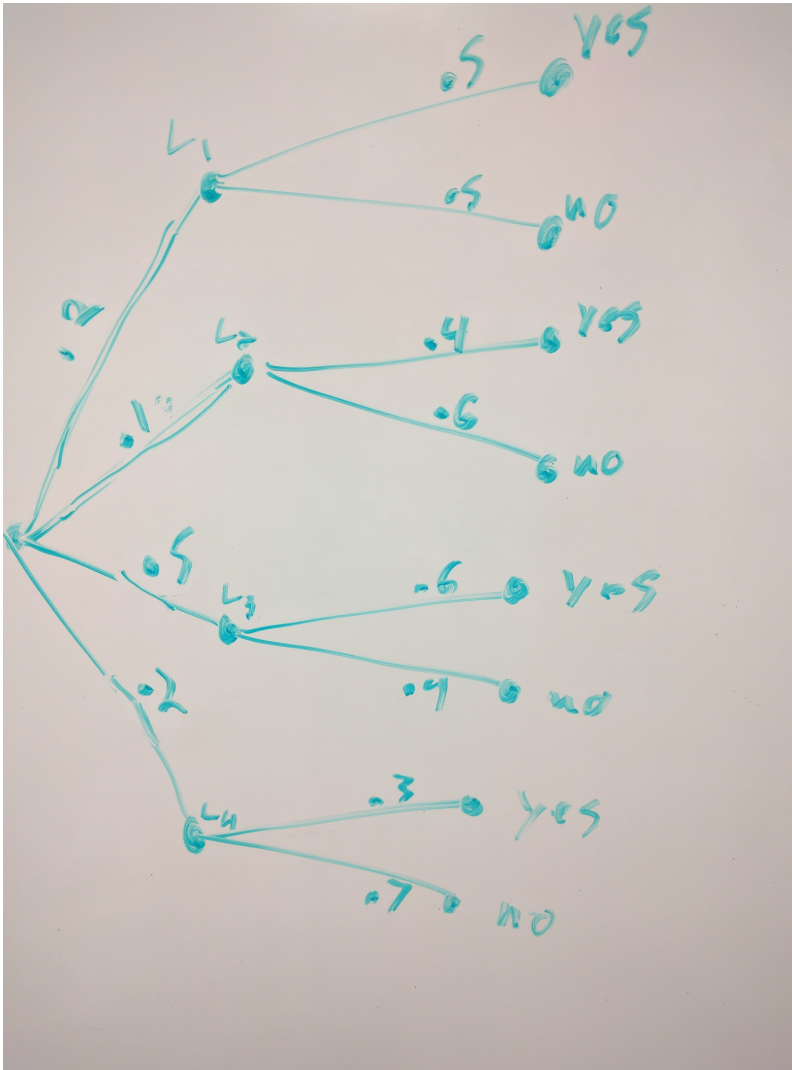 .5 yes
L1
.5 no
.2
L2 .4 yes
.1
.6 no
.5
L3 .6 yes
.4 no
.2
L4 .3 yes
.7 no